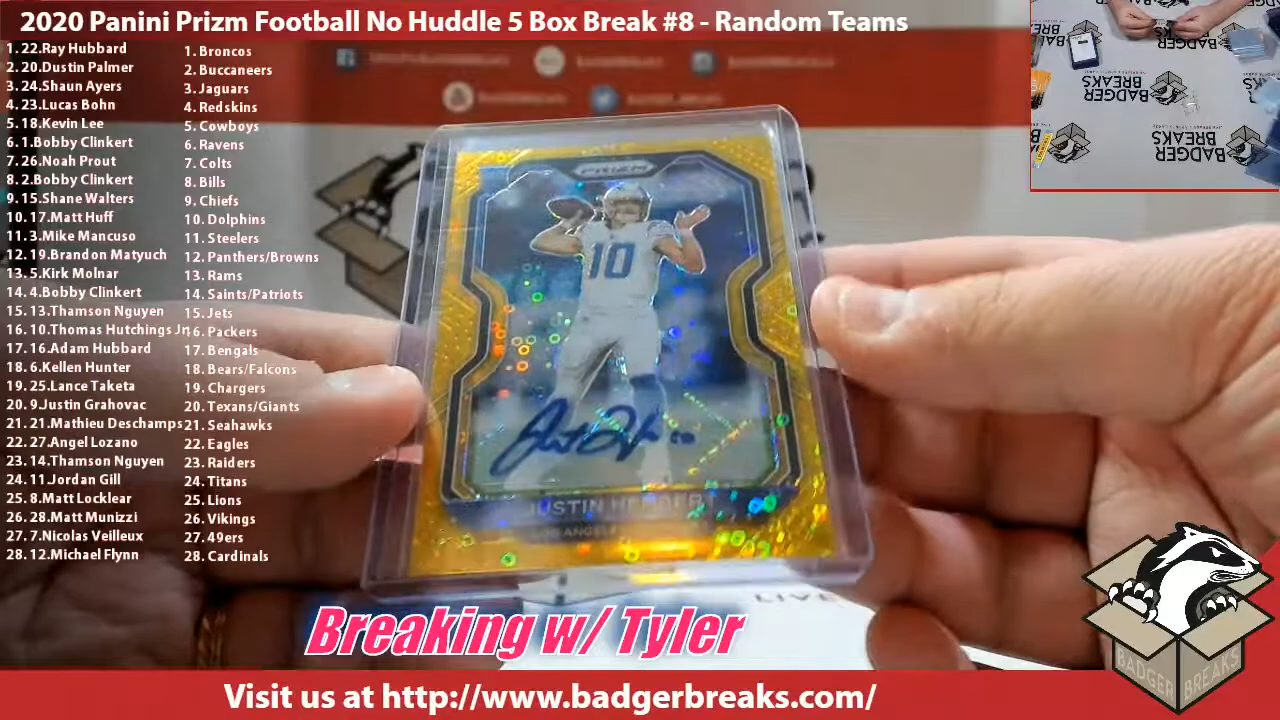 2020 Panini Prizm Football No Huddle 5 Box Break #8 - Random Teams
1. 22.Ray Hubbard
2. 20.Dustin Palmer
3. 24.Shaun Ayers
4. 23.Lucas Bohn
5. 18.Kevin Lee
6. 1.Bobby Clinkert
7. 26.Noah Prout
8. 2.Bobby Clinkert
9. 15.Shane Walters
10. 17.Matt Huff
11. 3.Mike Mancuso
12. 19.Brandon Matyuch
13. 5.Kirk Molnar
14. 4.Bobby Clinkert
15. 13.Thamson Nguyen
16. 10.Thomas Hutchings Jr
17. 16.Adam Hubbard
18. 6.Kellen Hunter
19. 25.Lance Taketa
20. 9.Justin Grahovac
21. 21.Mathieu Deschamps
22. 27.Angel Lozano
23. 14.Thamson Nguyen
24. 11.Jordan Gill
25. 8.Matt Locklear
26. 28.Matt Munizzi
27. 7.Nicolas Veilleux
28. 12.Michael Flynn
1. Broncos
2. Buccaneers
3. Jaguars
4. Redskins
5. Cowboys
6. Ravens
7. Colts
8. Bills
9. Chiefs
10. Dolphins
11. Steelers
12. Panthers/Browns
13. Rams
14. Saints/Patriots
15. Jets
16. Packers
17. Bengals
18. Bears/Falcons
19. Chargers
20. Texans/Giants
21. Seahawks
22. Eagles
23. Raiders
24. Titans
25. Lions
26. Vikings
27. 49ers
28. Cardinals
PRIZM
10
JUSTIN HERBERT
LOS ANGELES
BADGER
BREAKS
BADGER
BREAKS
Breaking w/ Tyler
BADGER BREAKS
Visit us at http://www.badgerbreaks.com/